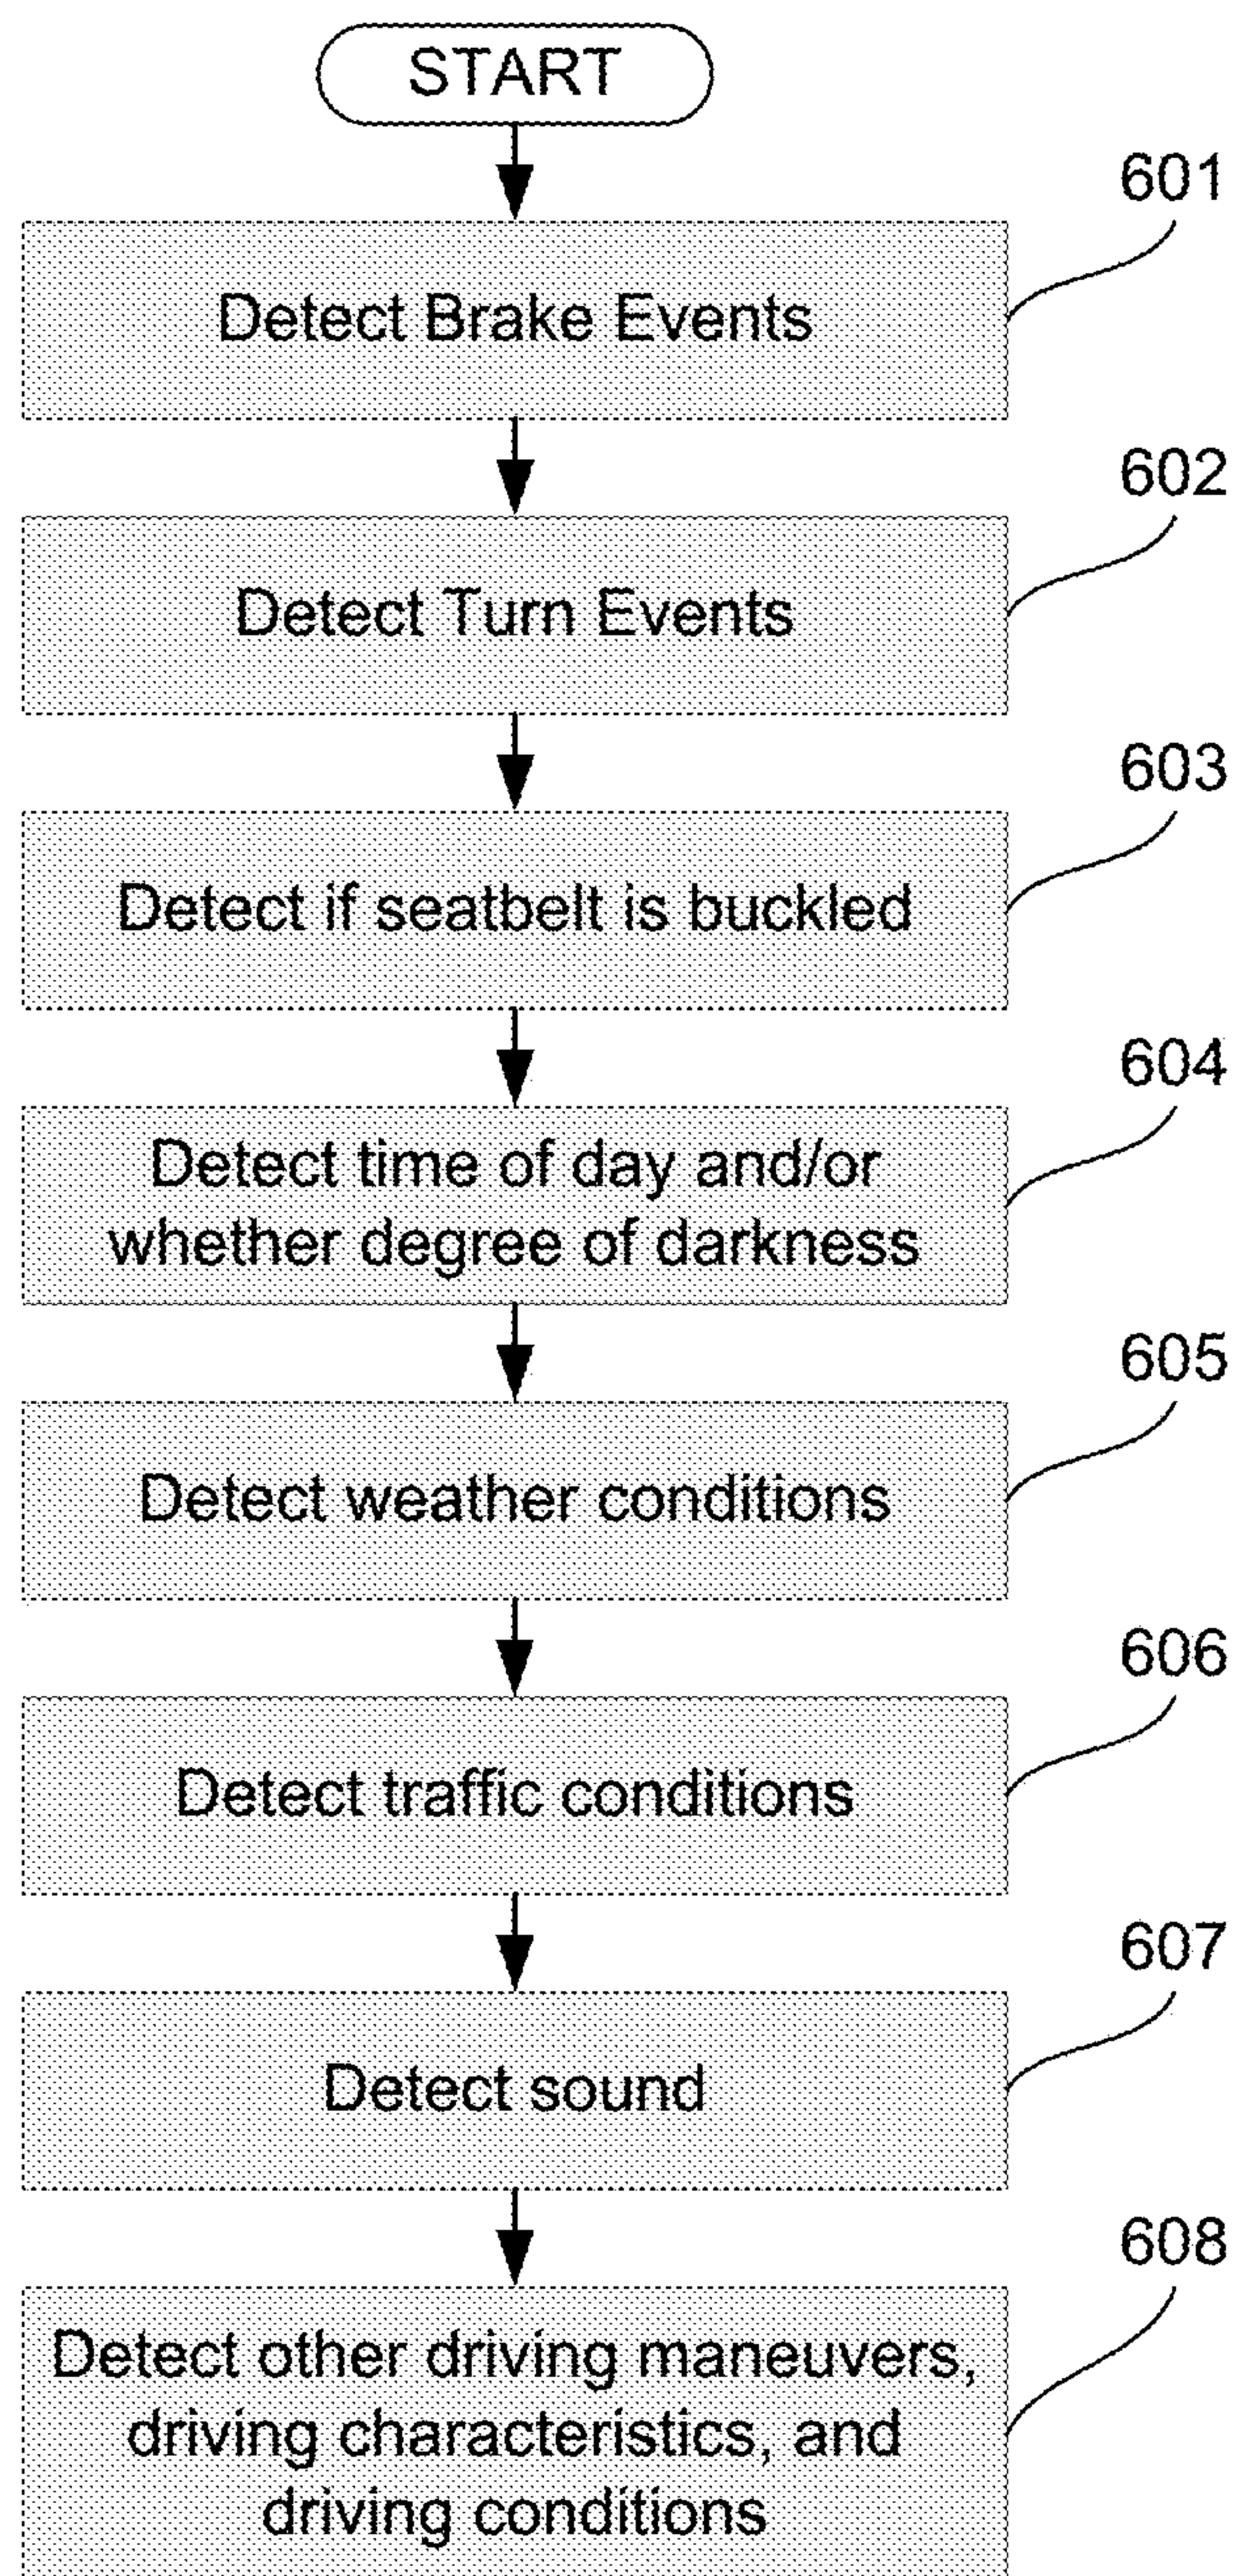 START
601
Detect Brake Events
602
Detect Turn Events
603
Detect if seatbelt is buckled
604
Detect time of day and/or
whether degree of darkness
605
Detect weather conditions
606
Detect traffic conditions
607
Detect sound
608
Detect other driving maneuvers,
driving characteristics, and
driving conditions